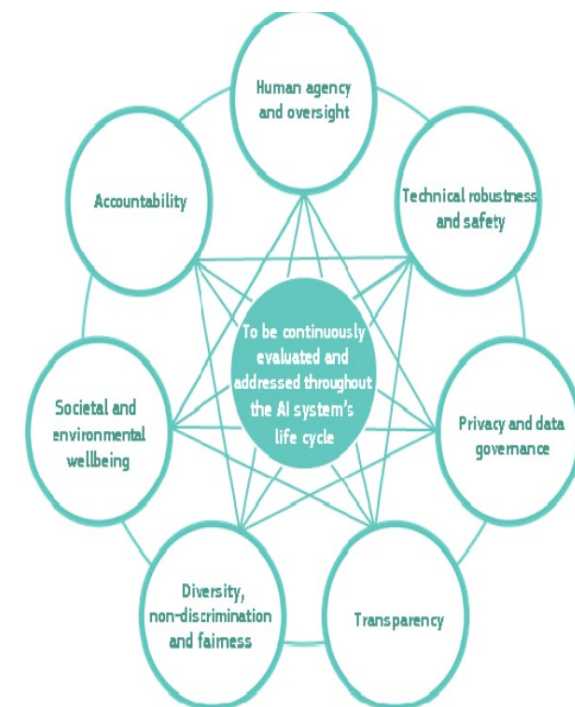 Human agency
and oversight
Technical robustness
and safety
Privacy and data
governance
Transparency
Diversity,
non-discrimination
and fairness
Societal and
environmental
wellbeing
Accountability
To be continuously
evaluated and
addressed throughout
the AI system's
life cycle